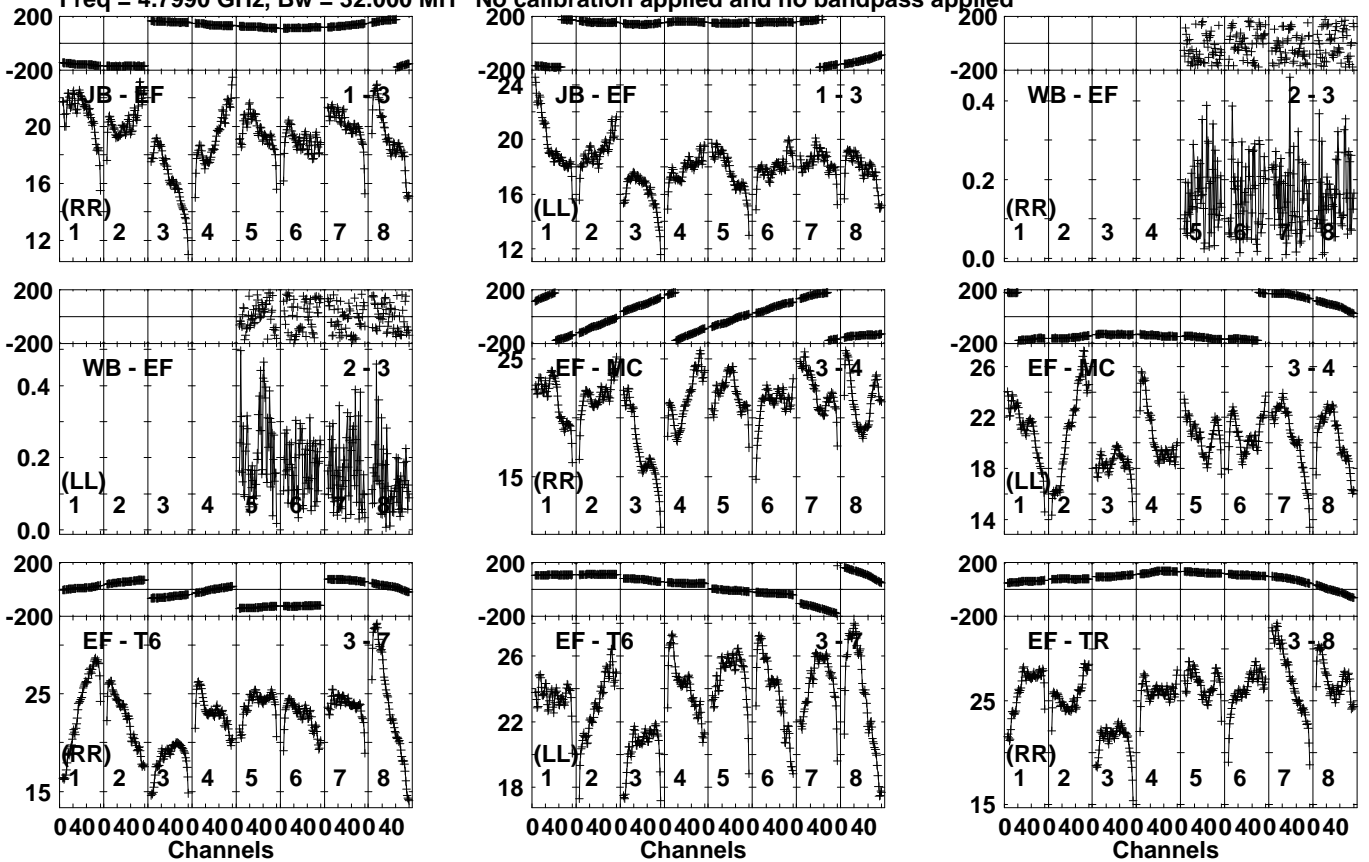 Freq = 4.7990 GHz, Bw = 32.000 MH No calibration applied and no bandpass applied
200
-200
JB - EF 1 - 3
20
16
12
(RR)
1 2 3 4 5 6 7 8
200
-200
24
JB - EF 1 - 3
20
16
12
(LL)
1 2 3 4 5 6 7 8
200
-200
0.4
WB - EF 2 - 3
0.2
0.0
(RR)
1 2 3 4 5 6 7 8
200
-200
WB - EF 2 - 3
0.4
0.2
0.0
(LL)
1 2 3 4 5 6 7 8
200
-200
25
EF - MC 3 - 4
15
(RR)
1 2 3 4 5 6 7 8
200
-200
26
EF - MC 3 - 4
22
18
14
(LL)
1 2 3 4 5 6 7 8
200
-200
EF - T6 3 - 7
25
15
(RR)
1 2 3 4 5 6 7 8
0 40 0 40 0 40 0 40 0 40 0 40 0 40 0 40
Channels
200
-200
EF - T6 3 - 7
26
22
18
(LL)
1 2 3 4 5 6 7 8
0 40 0 40 0 40 0 40 0 40 0 40 0 40 0 40
Channels
200
-200
EF - TR 3 - 8
25
15
(RR)
1 2 3 4 5 6 7 8
0 40 0 40 0 40 0 40 0 40 0 40 0 40 0 40
Channels